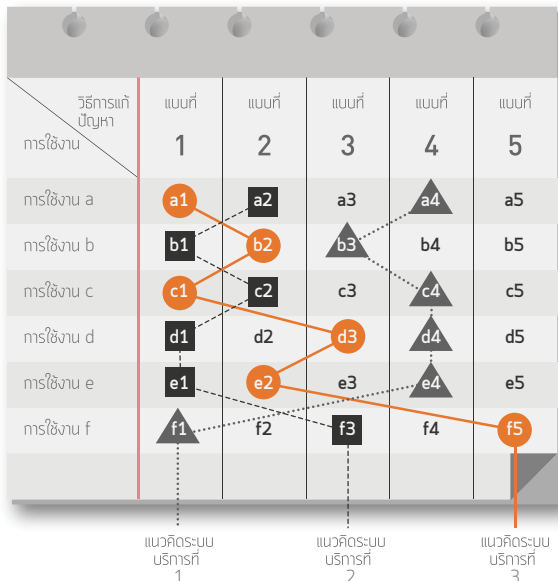 วิธีการแก้
ปัญหา
การใช้งาน
แบบที่
1
แบบที่
2
แบบที่
3
แบบที่
4
แบบที่
5
การใช้งาน a a1 a2 a3 a4 a5
การใช้งาน b b1 b2 b3 b4 b5
การใช้งาน c c1 c2 c3 c4 c5
การใช้งาน d d1 d2 d3 d4 d5
การใช้งาน e e1 e2 e3 e4 e5
การใช้งาน f f1 f2 f3 f4 f5
แนวคิดระบบ
บริการที่
1
แนวคิดระบบ
บริการที่
2
แนวคิดระบบ
บริการที่
3